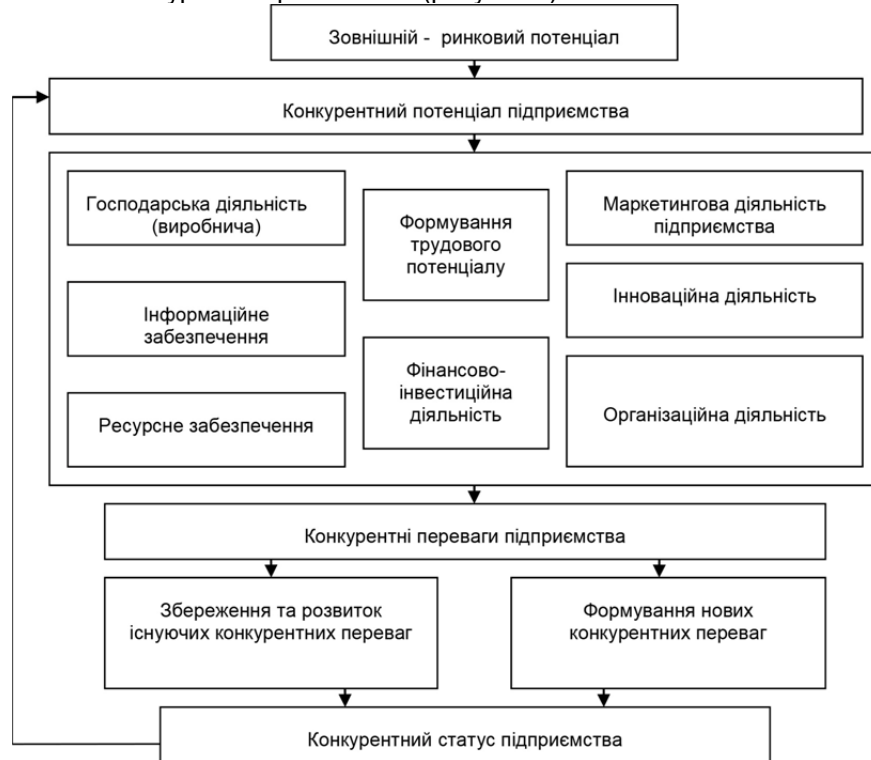 Зовнішній - ринковий потенціал
Конкурентний потенціал підприємства
Господарська діяльність
(виробнича)
Інформаційне
забезпечення
Ресурсне забезпечення
Формування
трудового
потенціалу
Фінансово-
інвестиційна
діяльність
Маркетингова діяльність
підприємства
Інноваційна діяльність
Організаційна діяльність
Конкурентні переваги підприємства
Збереження та розвиток
існуючих конкурентних переваг
Формування нових
конкурентних переваг
Конкурентний статус підприємства